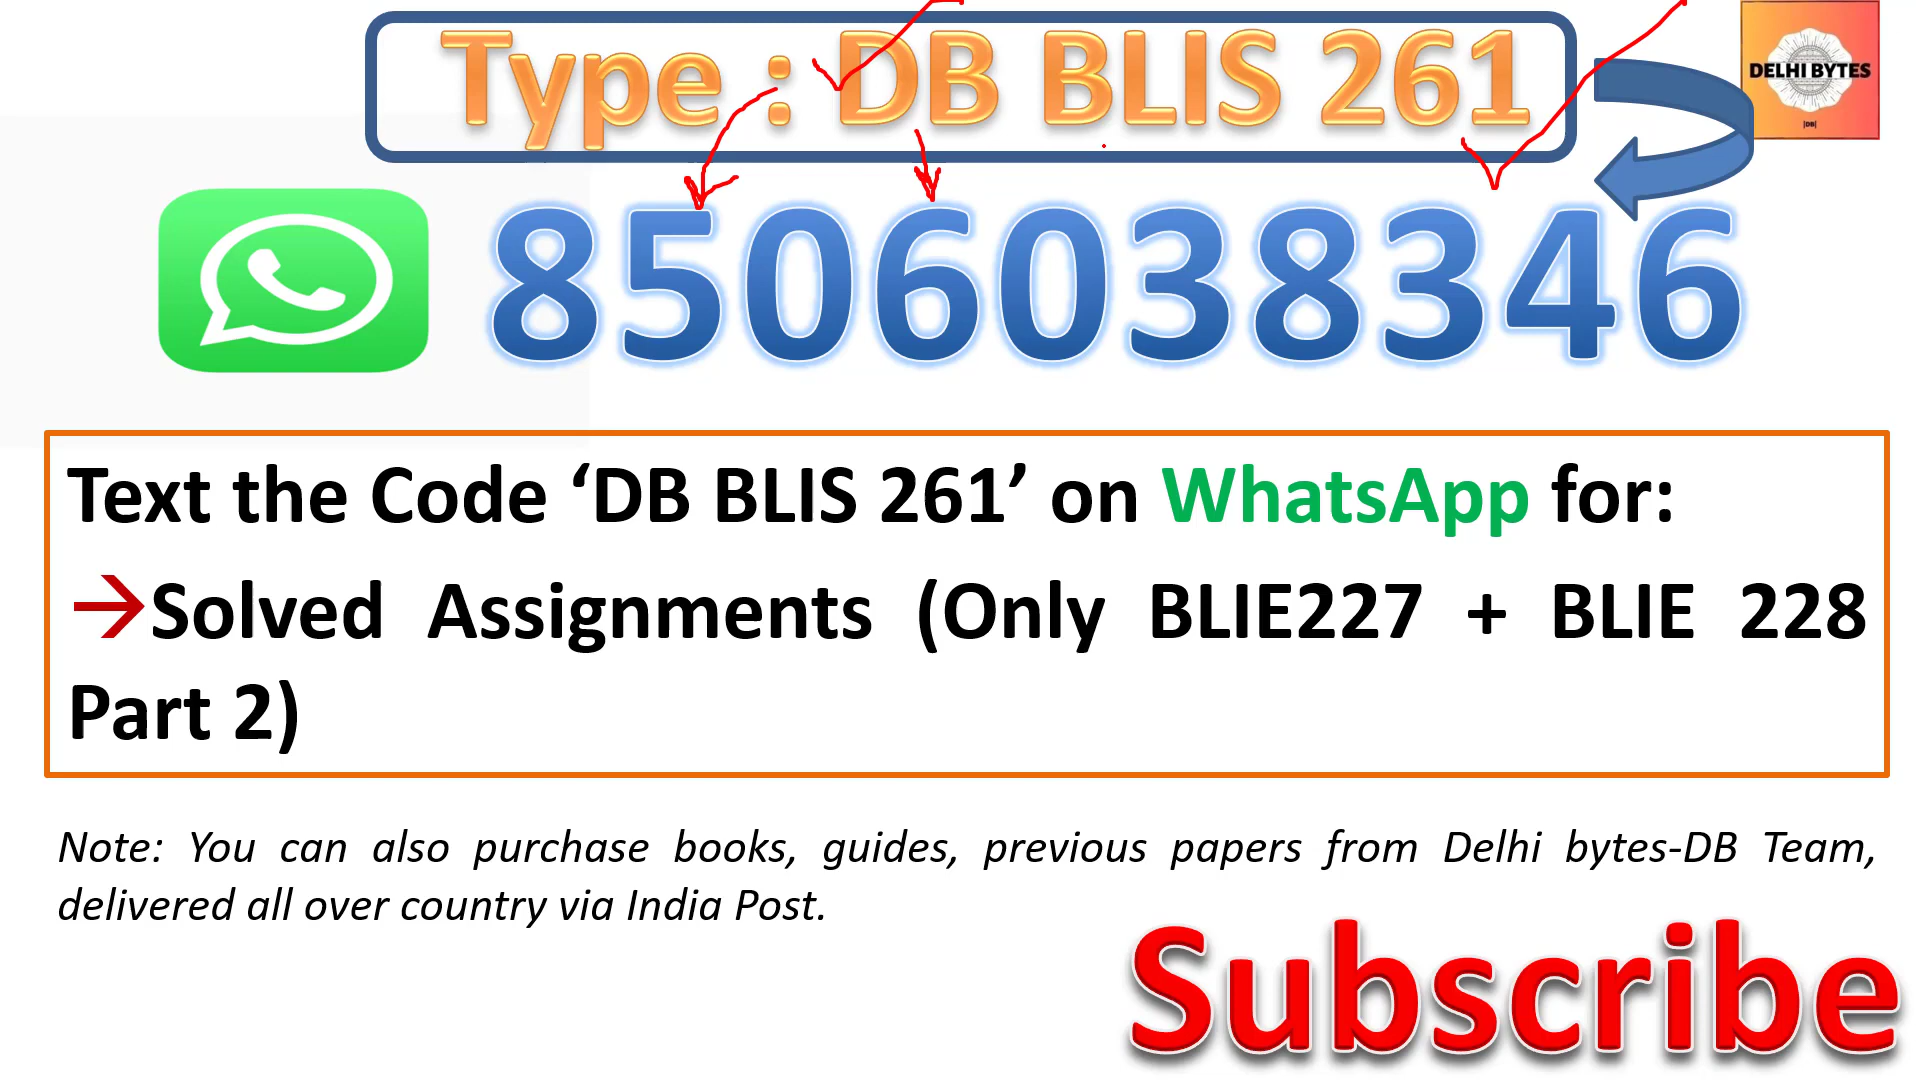 Type : DB BLIS 261
DELHI BYTES
|DB|
8506038346
Text the Code ‘DB BLIS 261’ on WhatsApp for:
→Solved Assignments (Only BLIE227 + BLIE 228
Part 2)
Note: You can also purchase books, guides, previous papers from Delhi bytes-DB Team,
delivered all over country via India Post.
Subscribe